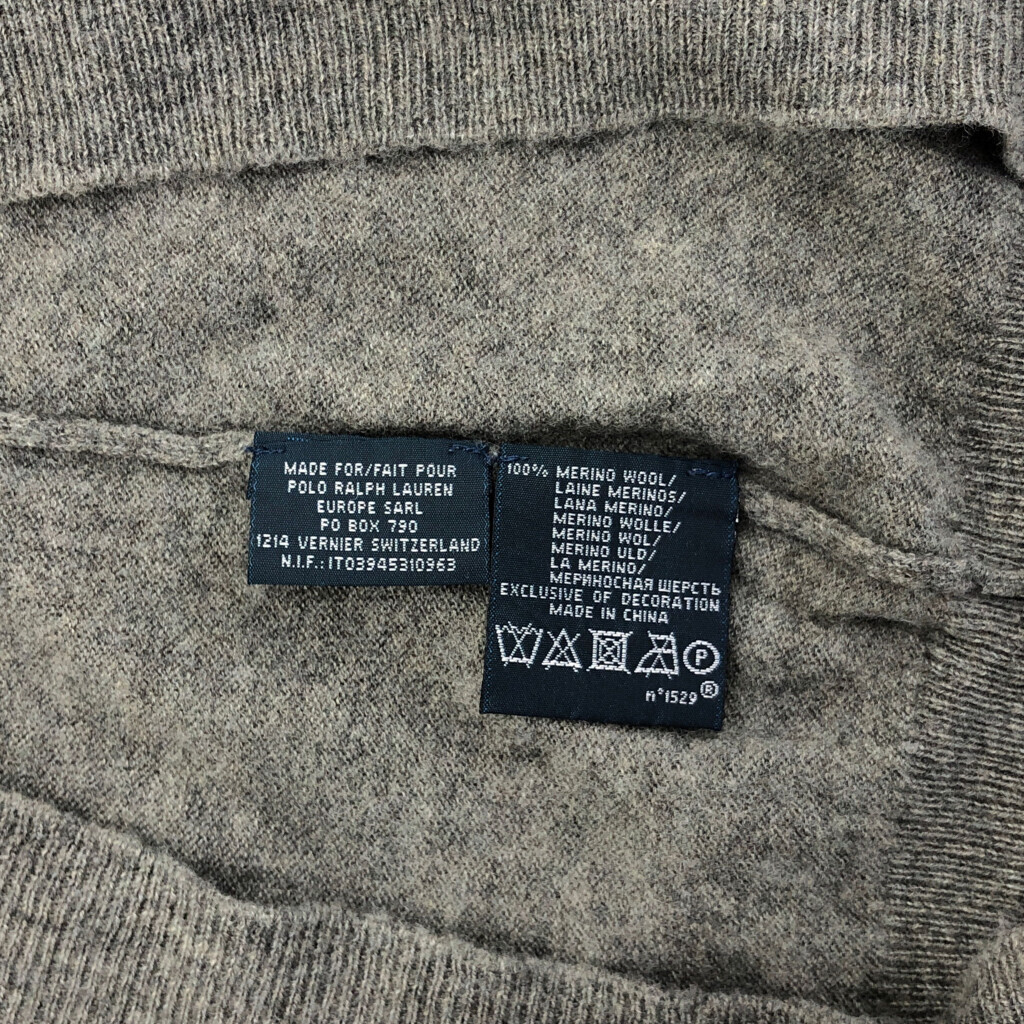 MADE FOR/FAIT POUR
POLO RALPH LAUREN
EUROPE SARL
PO BOX 790
1214 VERNIER SWITZERLAND
N.I.F.: IT03945310963
100% MERINO WOOL/
LAINE MERINOS/
LANA MERINO/
MERINO WOLLE/
MERINO WOL/
MERINO ULD/
LA MERINO/
МЕРИНОСНАЯ ШЕРСТЬ
EXCLUSIVE OF DECORATION
MADE IN CHINA
P
n°1529®